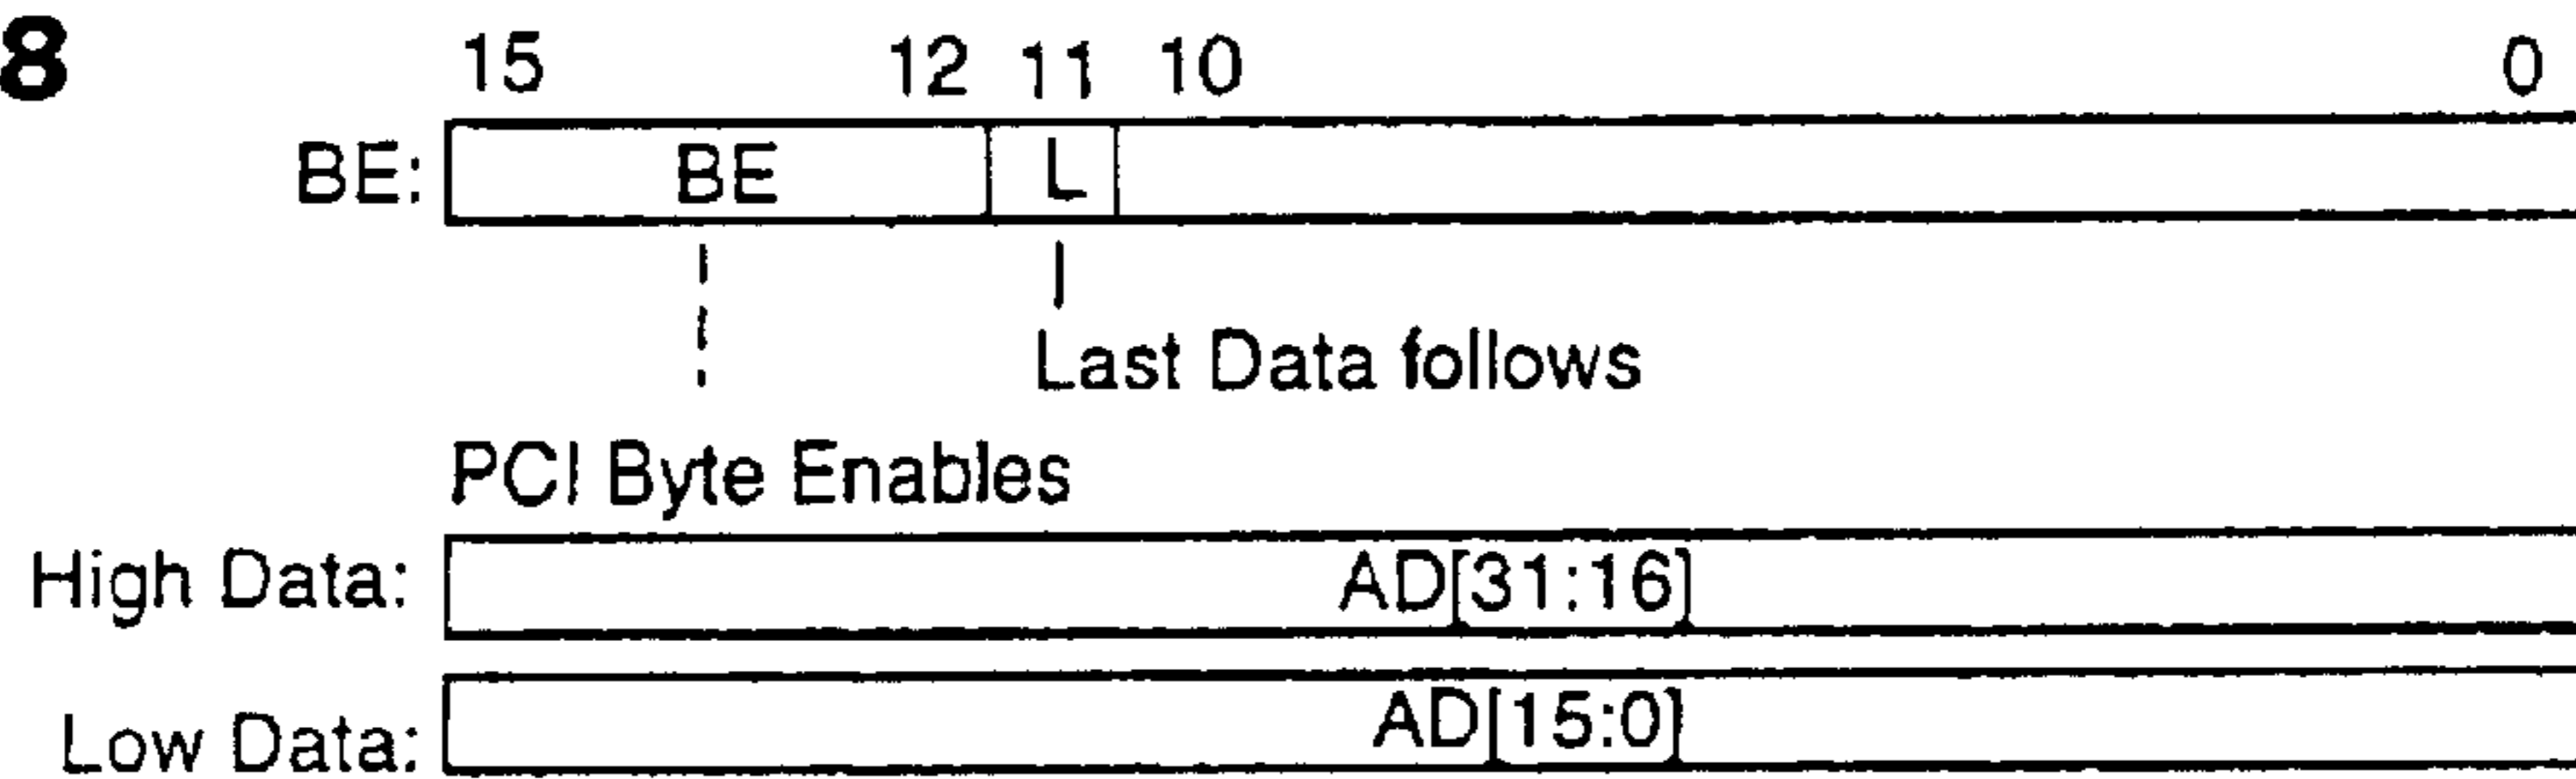 8 15 12 11 10 0
BE: BE L
Last Data follows
PCI Byte Enables
High Data: AD[31:16]
Low Data: AD[15:0]